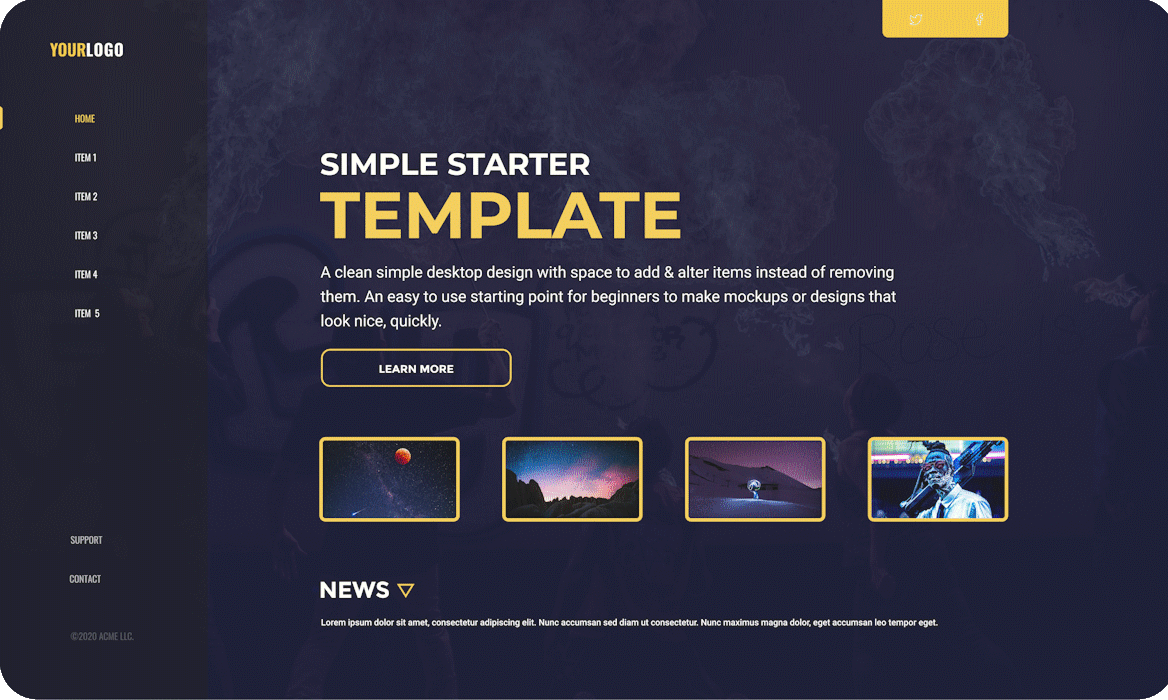 YOURLOGO
HOME
ITEM 1
ITEM 2
ITEM 3
ITEM 4
ITEM 5
SUPPORT
CONTACT
©2020 ACME LLC.
SIMPLE STARTER
TEMPLATE
A clean simple desktop design with space to add & alter items instead of removing
them. An easy to use starting point for beginners to make mockups or designs that
look nice, quickly.
LEARN MORE
Rose
NEWS
Lorem ipsum dolor sit amet, consectetur adipiscing elit. Nunc accumsan sed diam ut consectetur. Nunc maximus magna dolor, eget accumsan leo tempor eget.